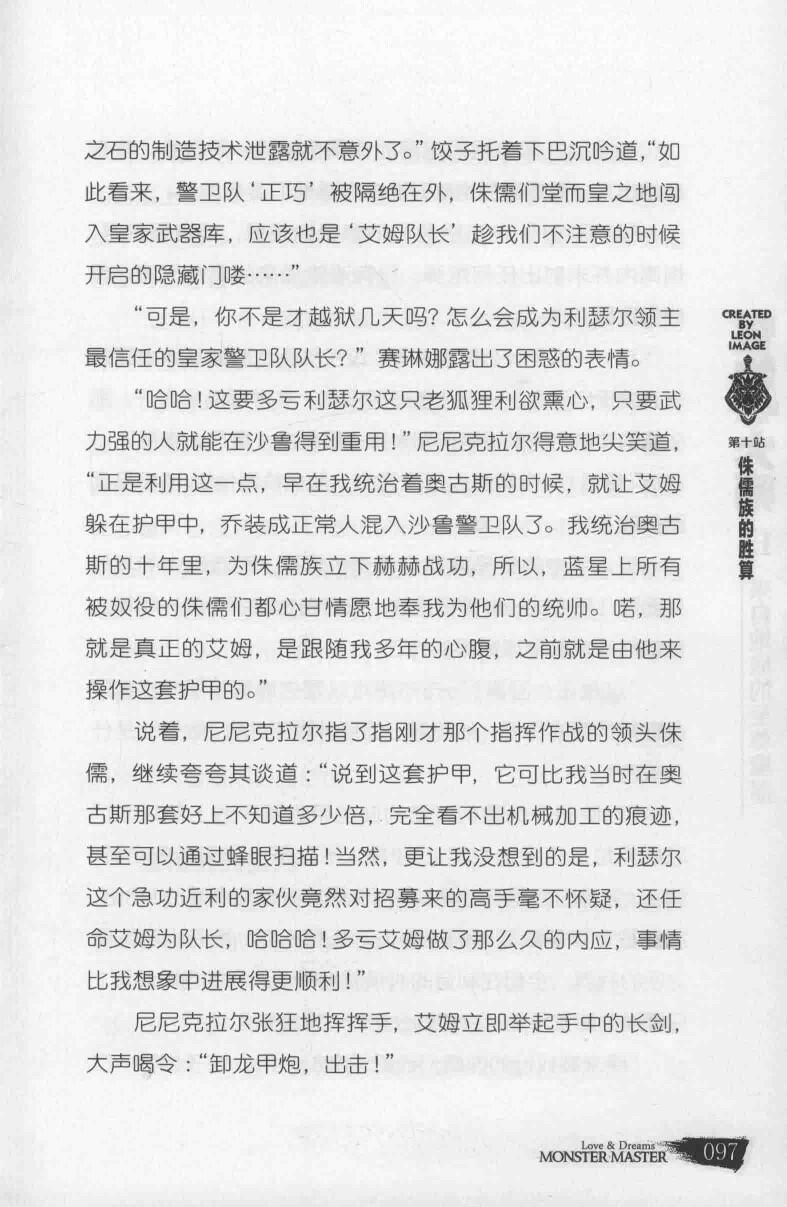 之石的制造技术泄露就不意外了。”饺子托着下巴沉吟道，“如
此看来，警卫队‘正巧’被隔绝在外，侏儒们堂而皇之地闯
入皇家武器库，应该也是‘艾姆队长’趁我们不注意的时候
开启的隐藏门喽……”
“可是，你不是才越狱几天吗？怎么会成为利瑟尔领主
最信任的皇家警卫队队长？”赛琳娜露出了困惑的表情。
“哈哈！这要多亏利瑟尔这只老狐狸利欲熏心，只要武
力强的人就能在沙鲁得到重用！”尼尼克拉尔得意地尖笑道，
“正是利用这一点，早在我统治着奥古斯的时候，就让艾姆
躲在护甲中，乔装成正常人混入沙鲁警卫队了。我统治奥古
斯的十年里，为侏儒族立下赫赫战功，所以，蓝星上所有
被奴役的侏儒们都心甘情愿地奉我为他们的统帅。喏，那
就是真正的艾姆，是跟随我多年的心腹，之前就是由他来
操作这套护甲的。”
说着，尼尼克拉尔指了指刚才那个指挥作战的领头侏
儒，继续夸夸其谈道：“说到这套护甲，它可比我当时在奥
古斯那套好上不知道多少倍，完全看不出机械加工的痕迹，
甚至可以通过蜂眼扫描！当然，更让我没想到的是，利瑟尔
这个急功近利的家伙竟然对招募来的高手毫不怀疑，还任
命艾姆为队长，哈哈哈！多亏艾姆做了那么久的内应，事情
比我想象中进展得更顺利！”
尼尼克拉尔张狂地挥挥手，艾姆立即举起手中的长剑，
大声喝令：“卸龙甲炮，出击！”
CREATED
BY
LEON
IMAGE
第十站
侏儒族的胜算
Love & Dreams
MONSTER MASTER
097